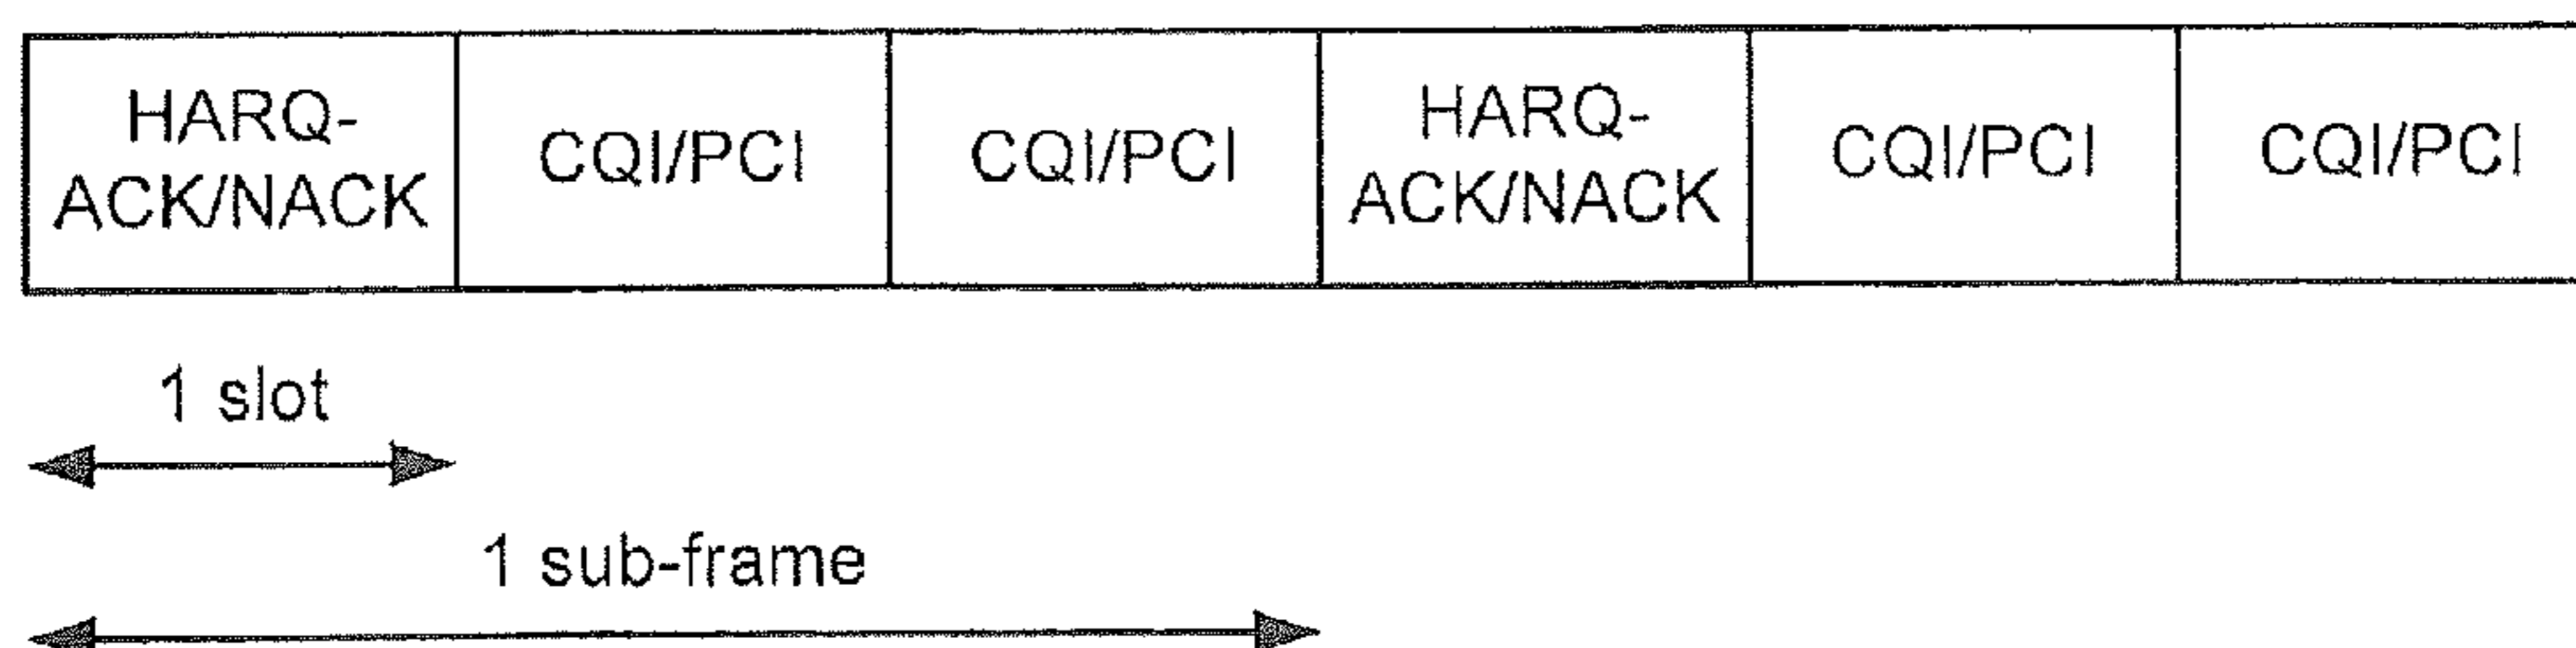 HARQ-
ACK/NACK
CQI/PCI
CQI/PCI
HARQ-
ACK/NACK
CQI/PCI
CQI/PCI
1 slot
1 sub-frame